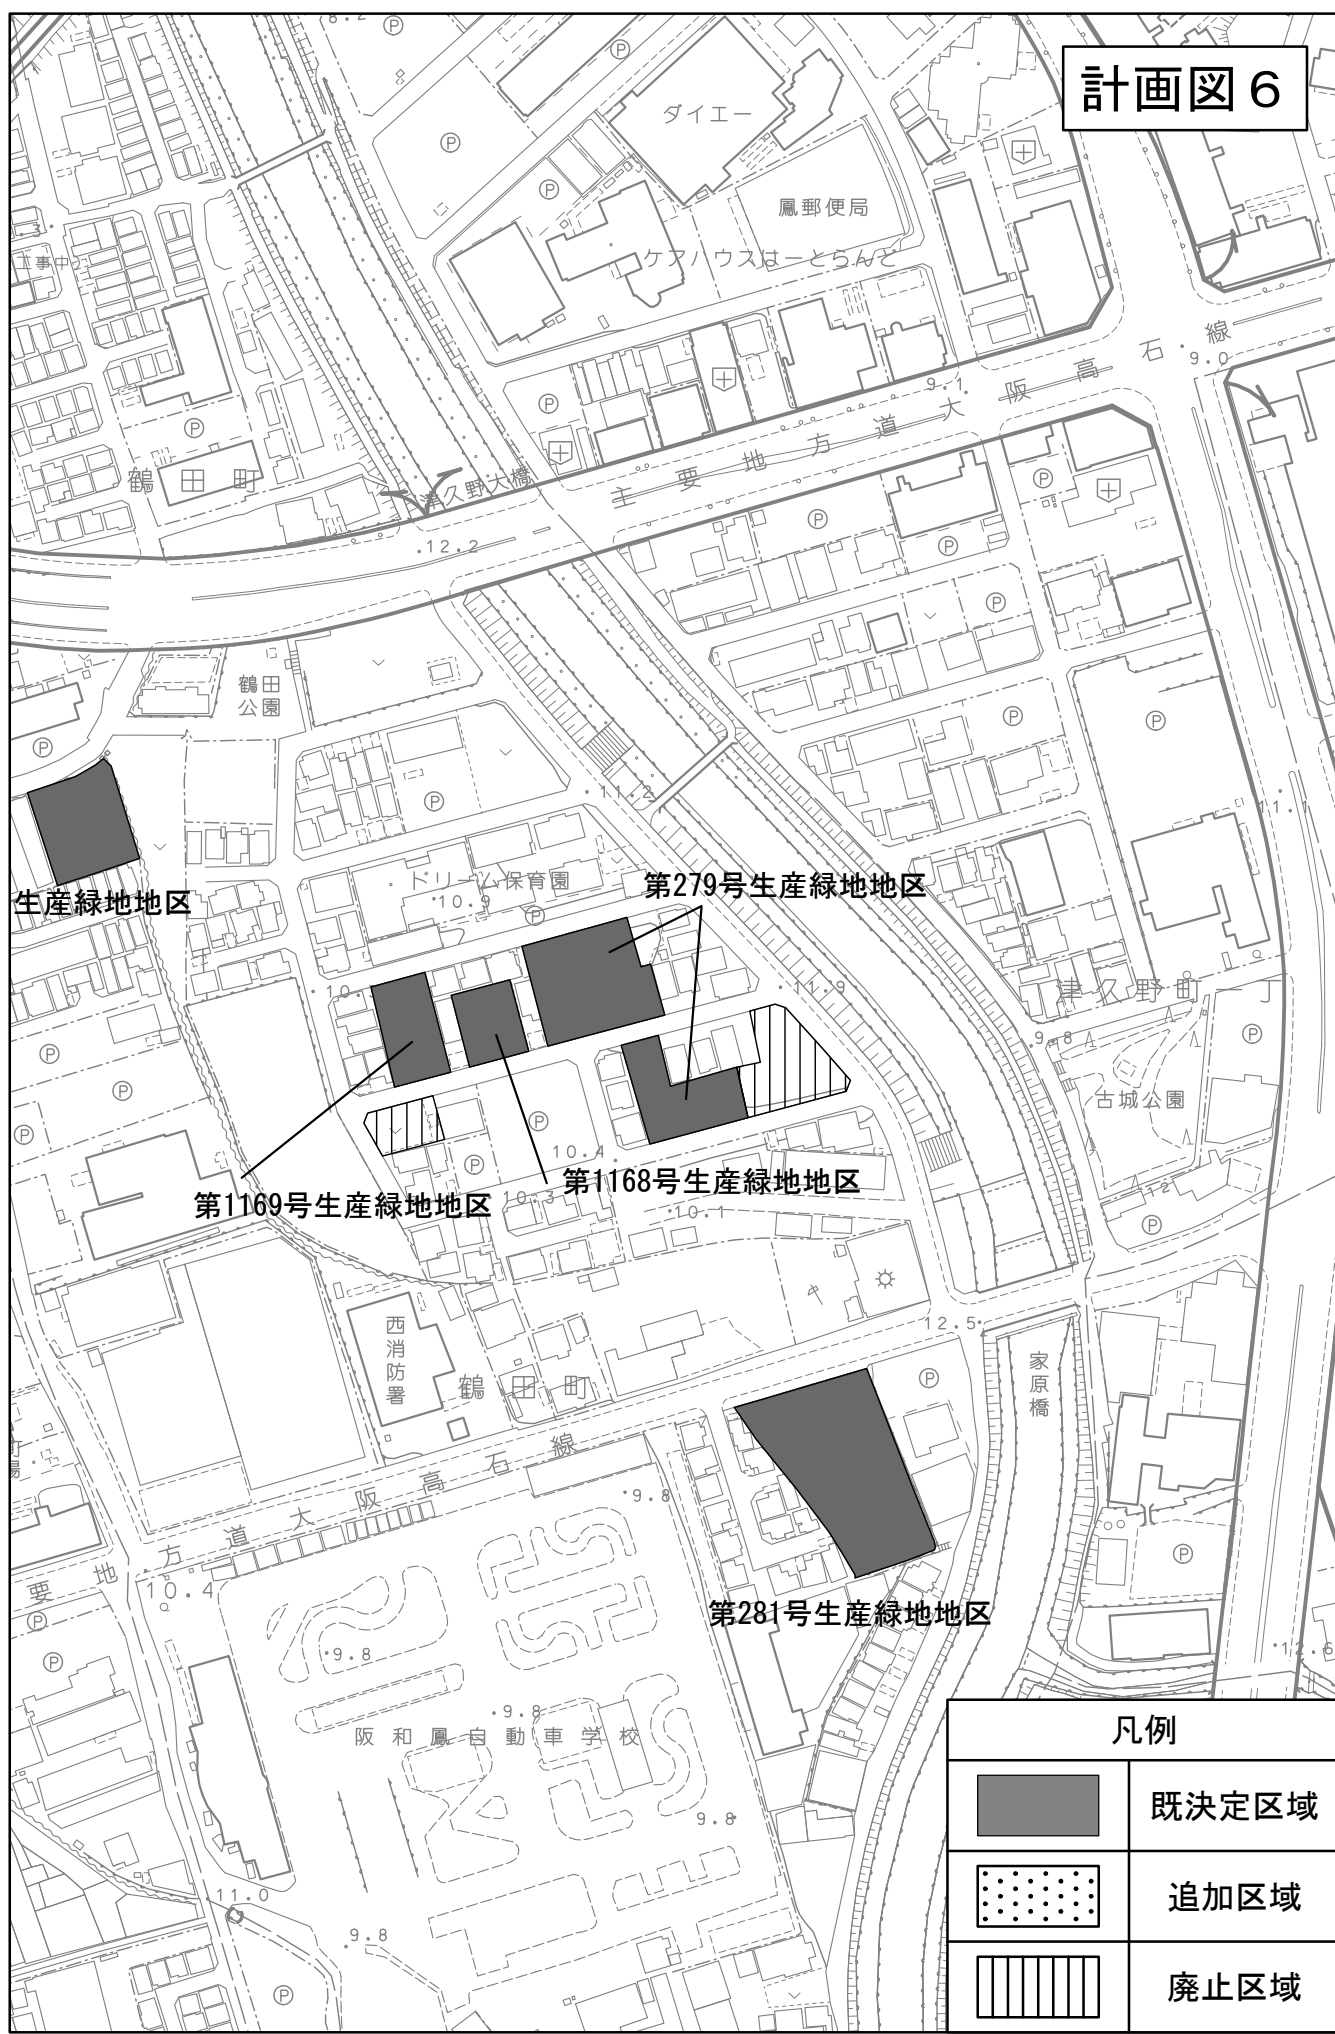 計画図６
8.2
ダイエー
鳳郵便局
ケアハウスはーとらんど
工事中
鶴田町
津久野大橋
主要地方道大阪高石線
9.0
9.1
12.2
鶴田
公園
11.2
11.1
生産緑地地区
ドリーム保育園
10.9
第279号生産緑地地区
11.9
津久野町一丁
9.8
古城公園
10.4
第1168号生産緑地地区
第1169号生産緑地地区
10.3
10.1
12
西消防署
鶴田町
12.5
家原橋
要地方道大阪高石線
9.8
10.4
第281号生産緑地地区
9.8
12.6
9.8
阪和鳳自動車学校
9.8
11.0
9.8
凡例
既決定区域
追加区域
廃止区域